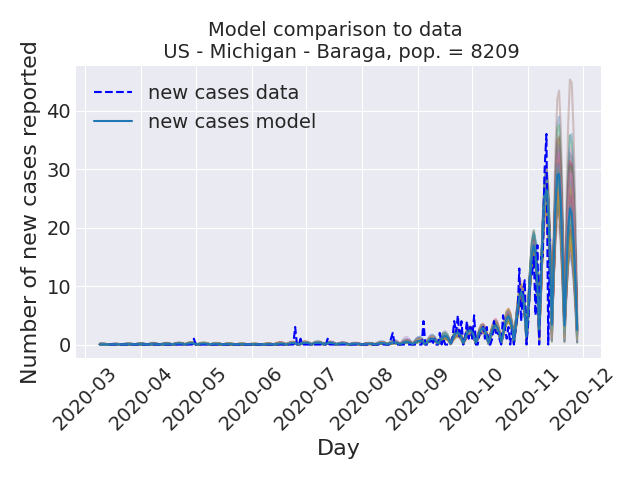 Model comparison to data
US - Michigan - Baraga, pop. = 8209
Number of new cases reported
new cases data
new cases model
40
30
20
10
0
2020-03
2020-04
2020-05
2020-06
2020-07
2020-08
2020-09
2020-10
2020-11
2020-12
Day